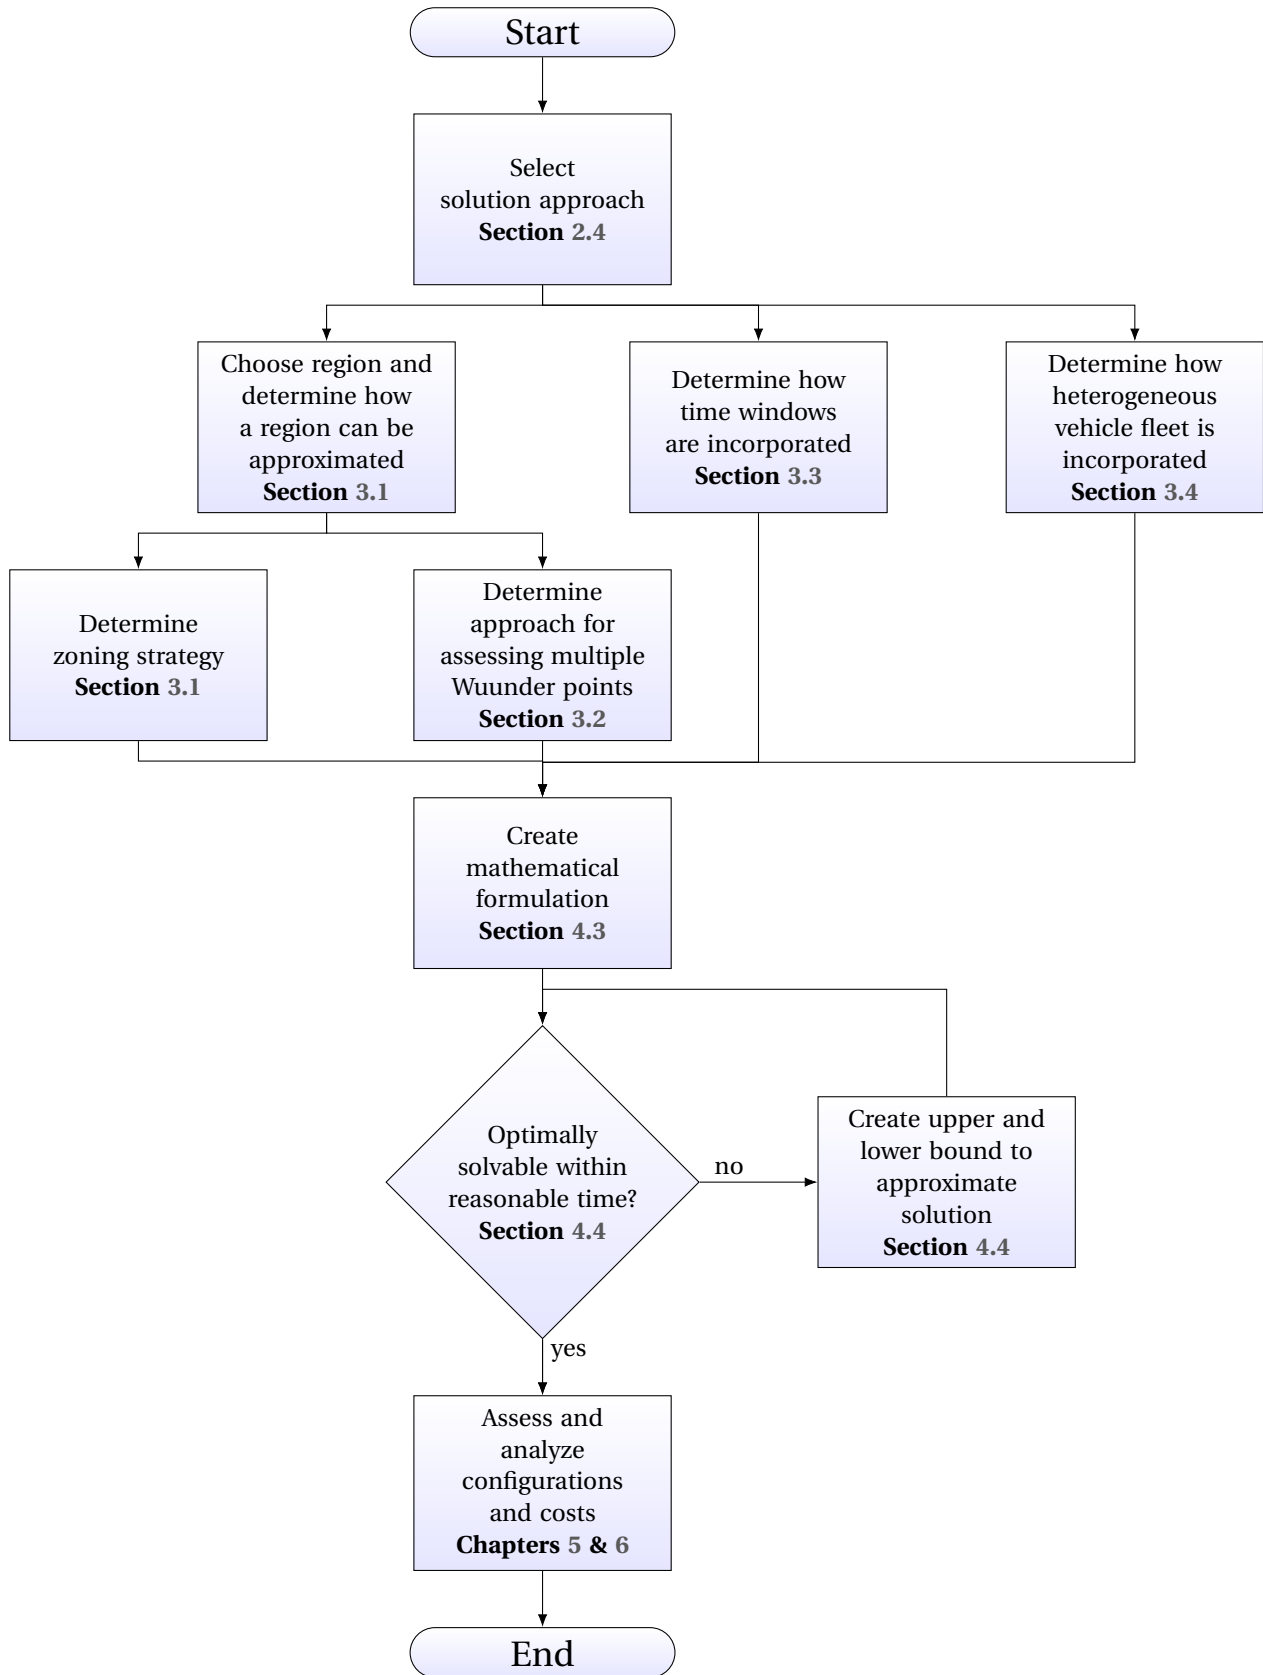 Start
Select
solution approach
Section 2.4
Choose region and
determine how
a region can be
approximated
Section 3.1
Determine how
time windows
are incorporated
Section 3.3
Determine how
heterogeneous
vehicle fleet is
incorporated
Section 3.4
Determine
zoning strategy
Section 3.1
Determine
approach for
assessing multiple
Wuunder points
Section 3.2
Create
mathematical
formulation
Section 4.3
Optimally
solvable within
reasonable time?
Section 4.4
no
Create upper and
lower bound to
approximate
solution
Section 4.4
yes
Assess and
analyze
configurations
and costs
Chapters 5 & 6
End